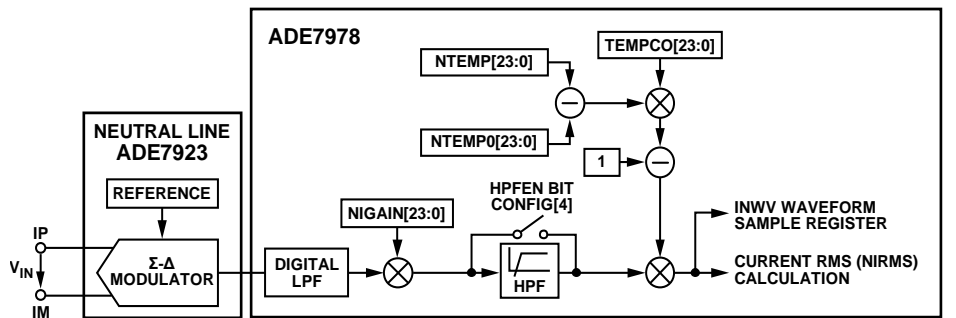 ADE7978
NTEMP[23:0]
TEMPCO[23:0]
NTEMP0[23:0]
1
NEUTRAL LINE
ADE7923
REFERENCE
NIGAIN[23:0]
HPFEN BIT
CONFIG[4]
IP
VIN
IM
Σ-Δ
MODULATOR
DIGITAL
LPF
HPF
INWV WAVEFORM
SAMPLE REGISTER
CURRENT RMS (NIRMS)
CALCULATION